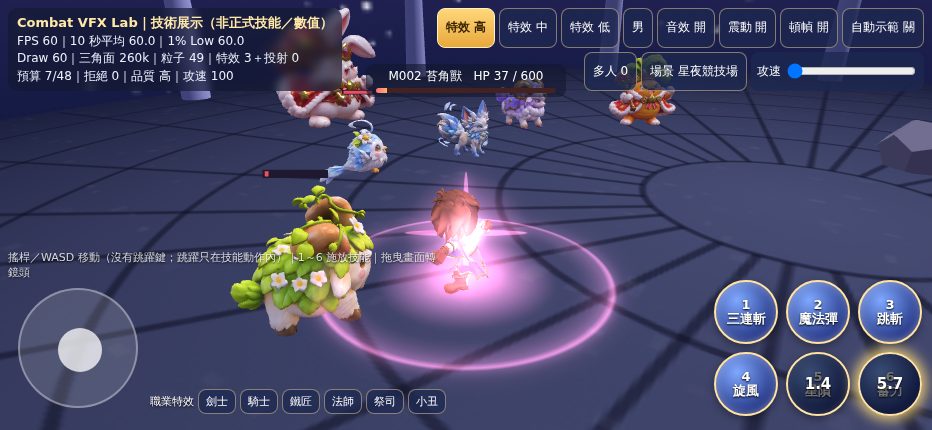 Combat VFX Lab｜技術展示（非正式技能／數值）
FPS 60｜10 秒平均 60.0｜1% Low 60.0
Draw 60｜三角面 260k｜粒子 49｜特效 3＋投射 0
預算 7/48｜拒絕 0｜品質 高｜攻速 100
特效 高
特效 中
特效 低
男
音效 開
震動 開
頓幀 開
自動示範 關
多人 0
場景 星夜競技場
攻速
M002 苔角獸 HP 37 / 600
搖桿／WASD 移動（沒有跳躍鍵；跳躍只在技能動作內）｜1～6 施放技能｜拖曳畫面轉
鏡頭
1
三連斬
2
魔法彈
3
跳斬
4
旋風
1.4
5.7
職業特效
劍士
騎士
鐵匠
法師
祭司
小丑